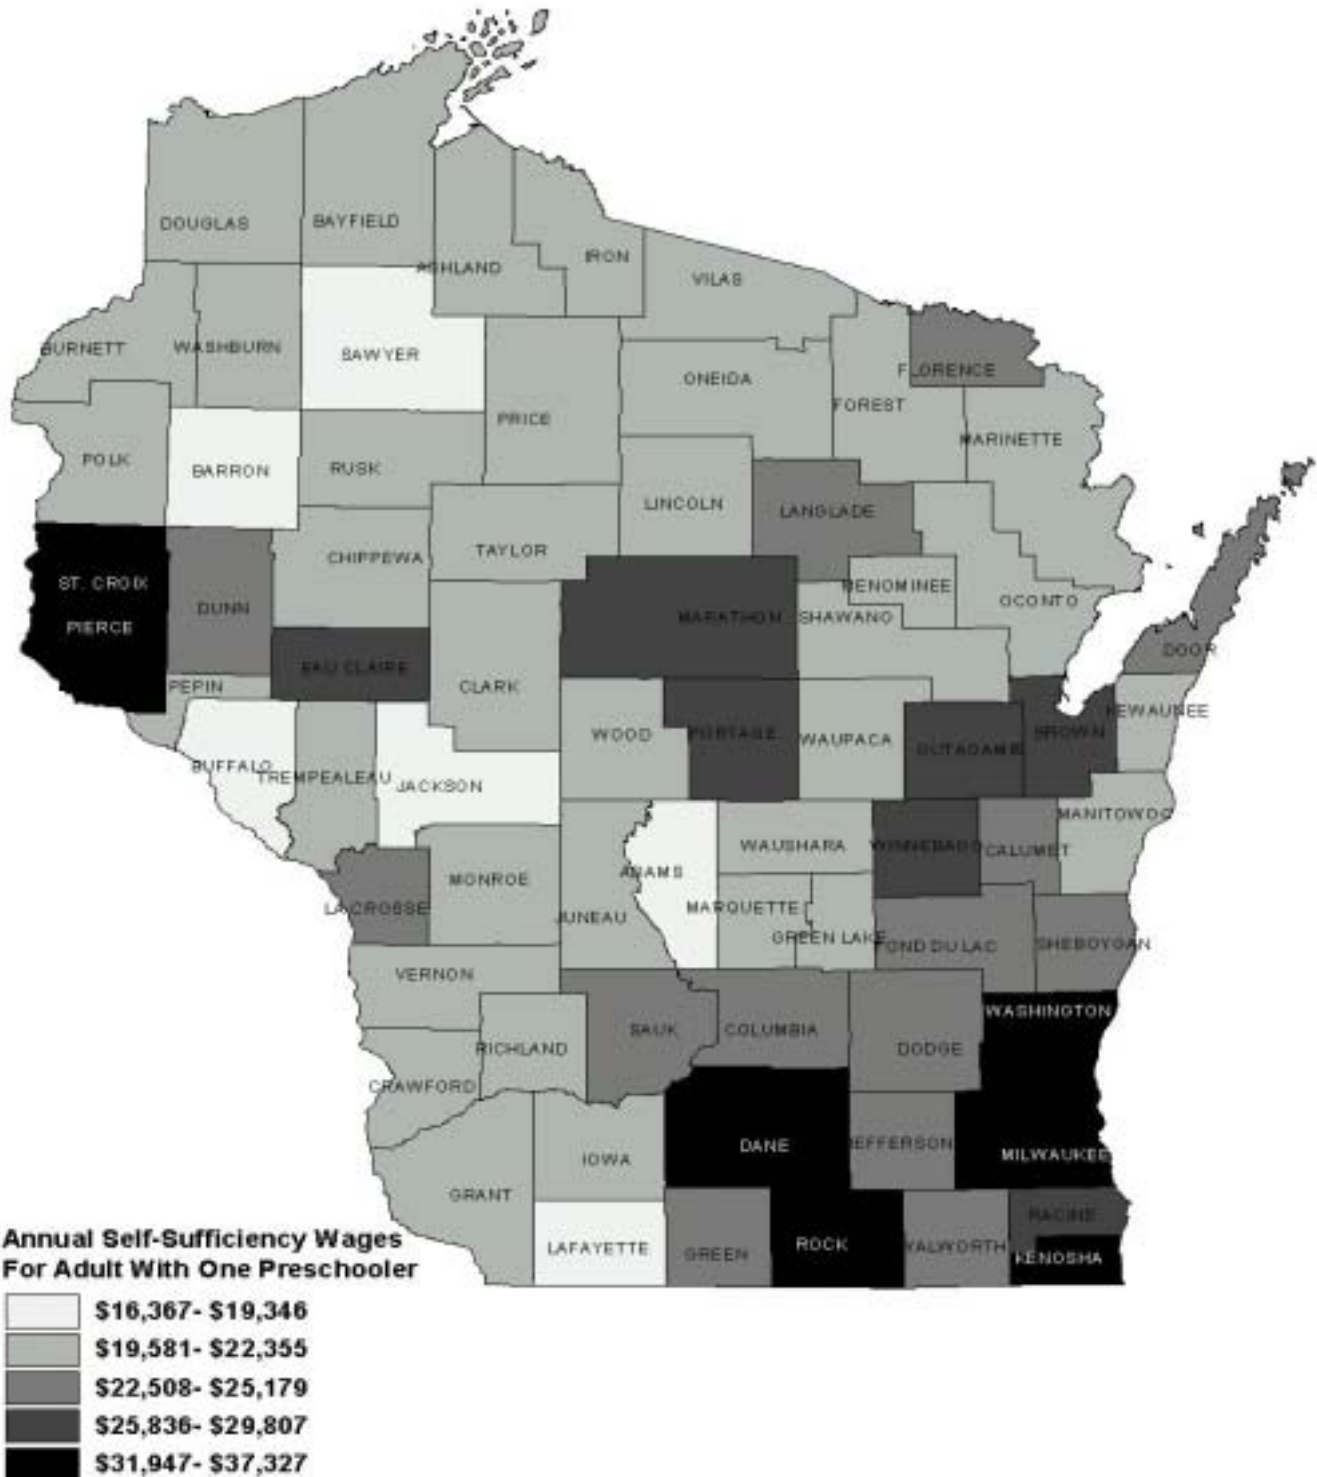 DOUGLAS
BAYFIELD
ASHLAND
IRON
VILAS
BURNETT
WASHBURN
SAWYER
FLORENCE
ONEIDA
FOREST
PRICE
MARINETTE
POLK
BARRON
RUSK
LINCOLN
LANGLADE
TAYLOR
CHIPPEWA
ST. CROIX
MENOMINEE
OCONTO
DUNN
MARATHON
SHAWANO
PIERCE
DOOR
EAU CLAIRE
PEPIN
CLARK
KEWAUNEE
WOOD
PORTAGE
WAUPACA
OUTAGAMIE
BROWN
BUFFALO
TREMPEALEAU
JACKSON
MANITOWOC
WAUSHARA
WINNEBAGO
CALUMET
ADAMS
MONROE
LA CROSSE
MARQUETTE
JUNEAU
GREEN LAKE
FOND DU LAC
SHEBOYGAN
VERNON
WASHINGTON
SAUK
COLUMBIA
RICHLAND
DODGE
CRAWFORD
DANE
JEFFERSON
MILWAUKEE
IOWA
GRANT
RACINE
LAFAYETTE
GREEN
ROCK
WALWORTH
KENOSHA
Annual Self-Sufficiency Wages
For Adult With One Preschooler
$16,367- $19,346
$19,581- $22,355
$22,508- $25,179
$25,836- $29,807
$31,947- $37,327